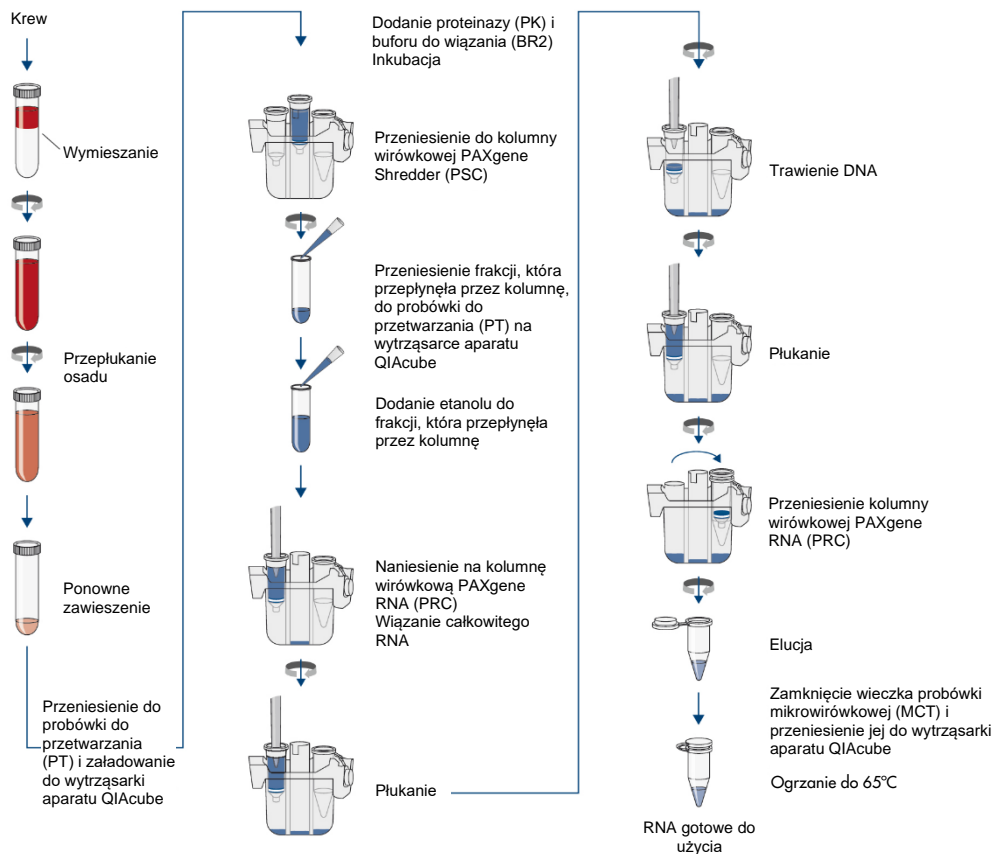 Krew
Wymieszanie
Przepłukanie
osadu
Ponowne
zawieszenie
Przeniesienie do
probówki do
przetwarzania
(PT) i załadowanie
do wytrząsarki
aparatu QIAcube
Dodanie proteinazy (PK) i
buforu do wiązania (BR2)
Inkubacja
Przeniesienie do kolumny
wirówkowej PAXgene
Shredder (PSC)
Przeniesienie frakcji, która
przepłynęła przez kolumnę,
do probówki do
przetwarzania (PT) na
wytrząsarce aparatu
QIAcube
Dodanie etanolu do
frakcji, która przepłynęła
przez kolumnę
Naniesienie na kolumnę
wirówkową PAXgene
RNA (PRC)
Wiązanie całkowitego
RNA
Płukanie
Trawienie DNA
Płukanie
Przeniesienie kolumny
wirówkowej PAXgene
RNA (PRC)
Elucja
Zamknięcie wieczka probówki
mikrowirówkowej (MCT) i
przeniesienie jej do wytrząsarki
aparatu QIAcube
Ogrzanie do 65°C
RNA gotowe do
użycia